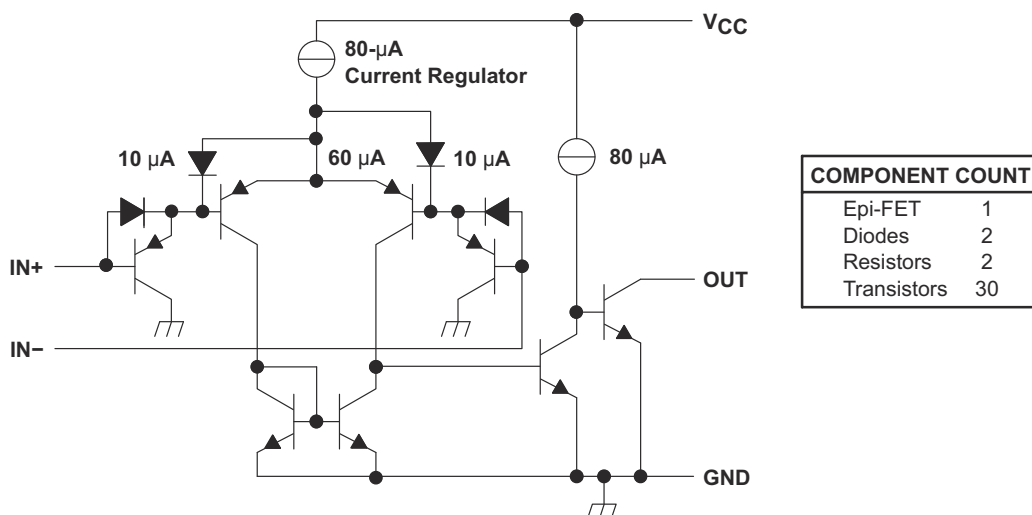 VCC
80-µA
Current Regulator
10 µA
60 µA
10 µA
80 µA
IN+
OUT
IN−
GND
COMPONENT COUNT
Epi-FET 1
Diodes 2
Resistors 2
Transistors 30